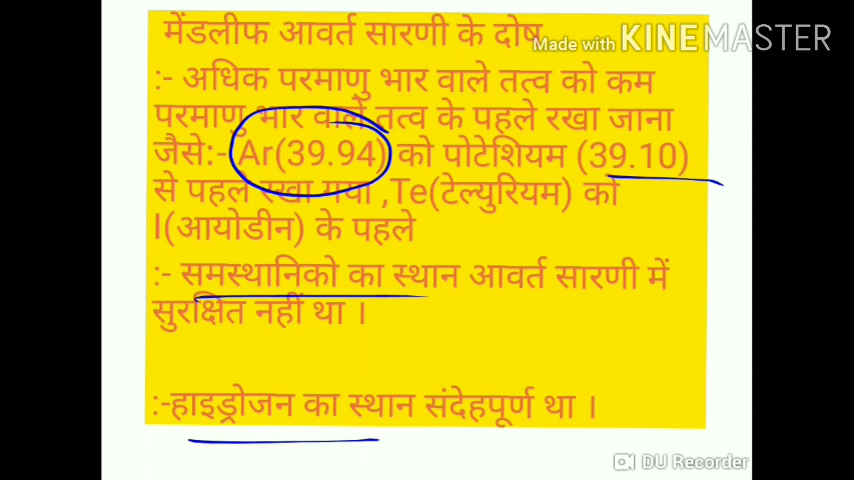 मेंडलीफ आवर्त सारणी के दोष
Made with KINEMASTER
:- अधिक परमाणु भार वाले तत्व को कम
परमाणु भार वाले तत्व के पहले रखा जाना
जैसे:- Ar(39.94) को पोटेशियम (39.10)
से पहले रखा गया ,Te(टेल्युरियम) को
I(आयोडीन) के पहले
:- समस्थानिको का स्थान आवर्त सारणी में
सुरक्षित नहीं था ।
:-हाइड्रोजन का स्थान संदेहपूर्ण था ।
DU Recorder